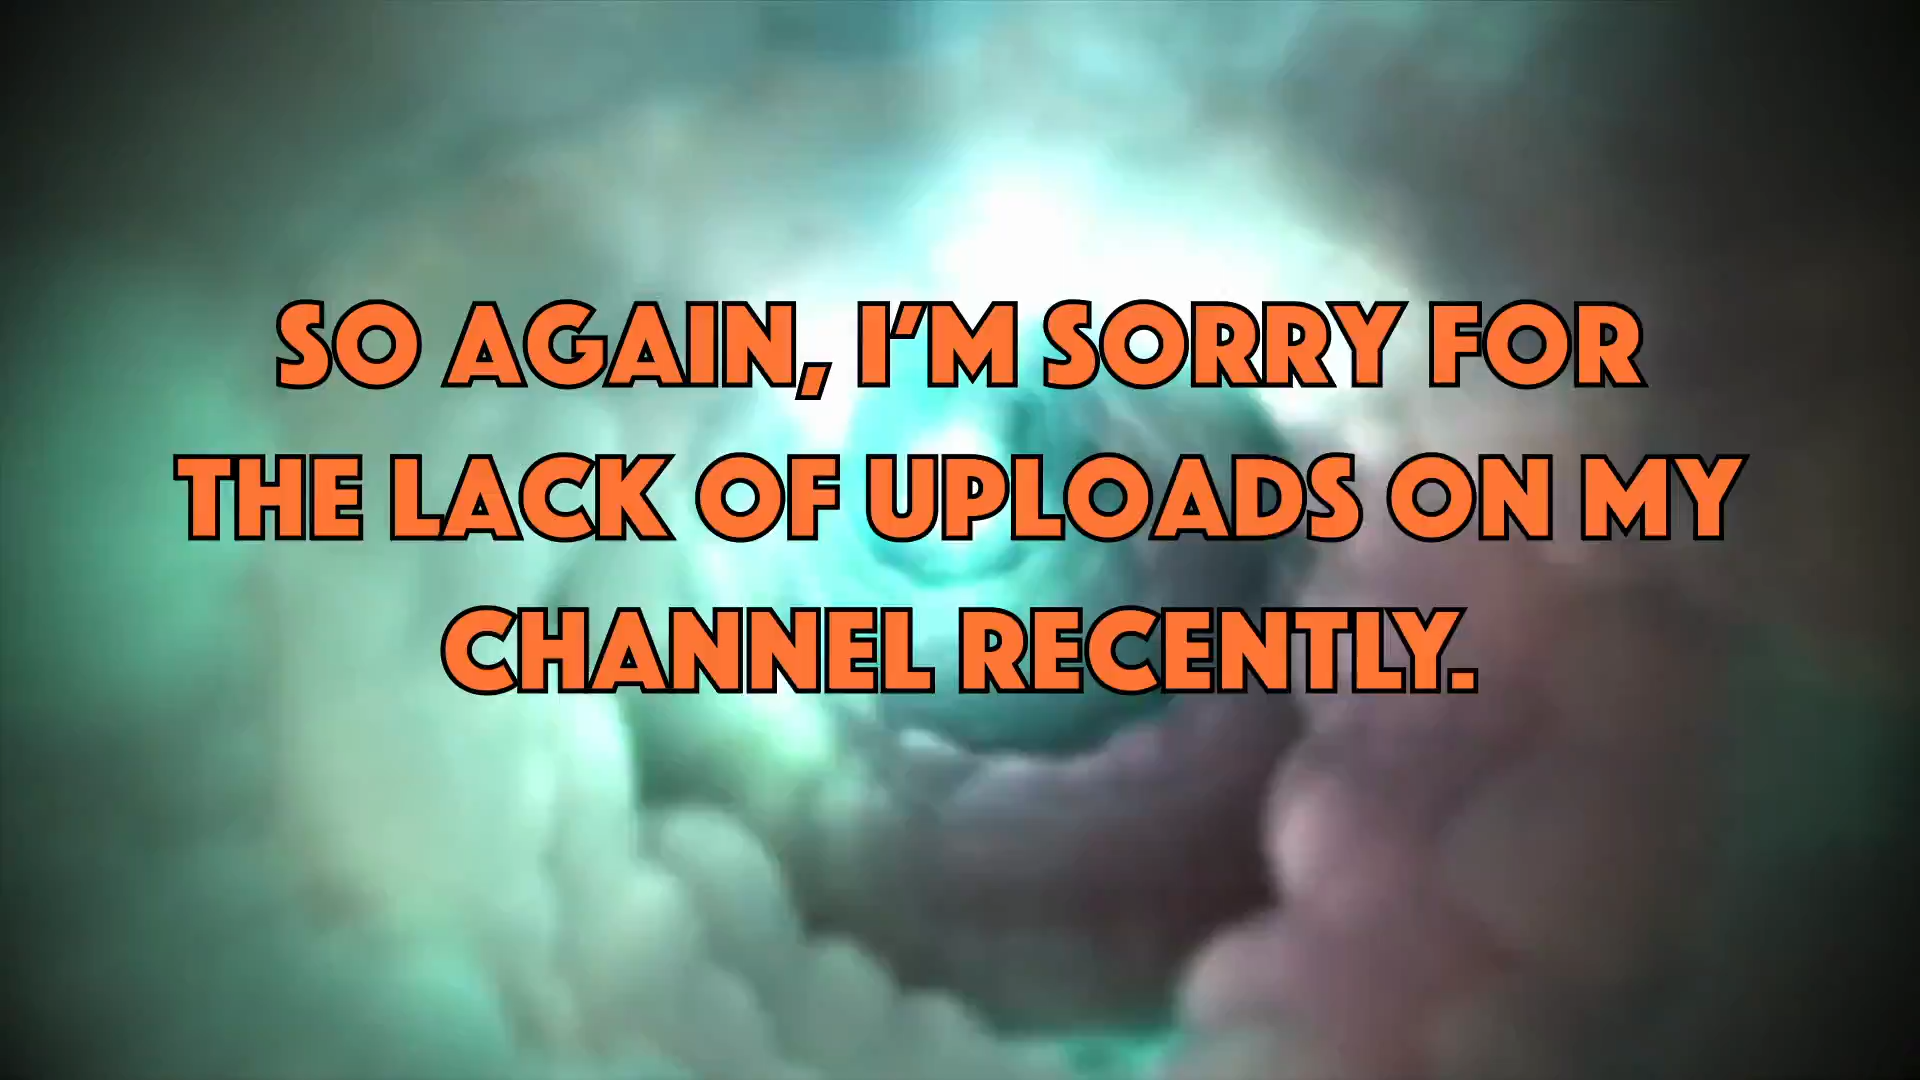 SO AGAIN, I'M SORRY FOR
THE LACK OF UPLOADS ON MY
CHANNEL RECENTLY.